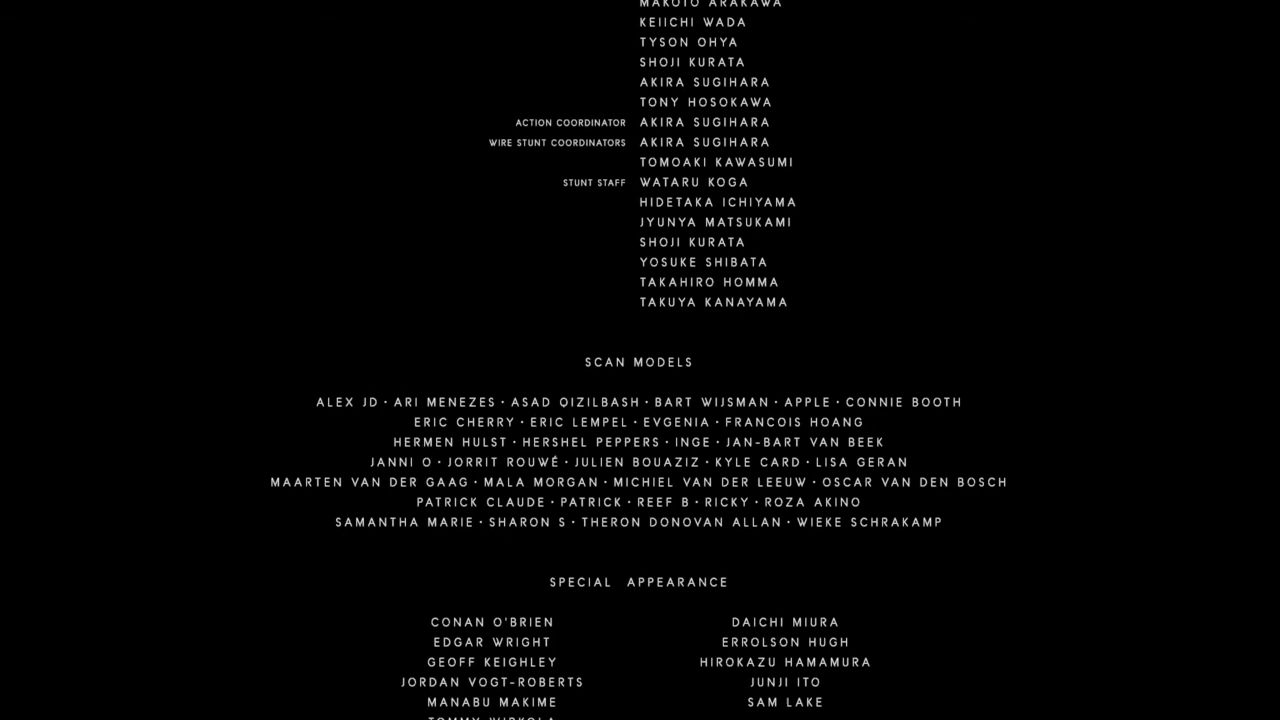 MAKOTO ARAKAWA
KEIICHI WADA
TYSON OHYA
SHOJI KURATA
AKIRA SUGIHARA
TONY HOSOKAWA
ACTION COORDINATOR AKIRA SUGIHARA
WIRE STUNT COORDINATORS AKIRA SUGIHARA
TOMOAKI KAWASUMI
STUNT STAFF WATARU KOGA
HIDETAKA ICHIYAMA
JYUNYA MATSUKAMI
SHOJI KURATA
YOSUKE SHIBATA
TAKAHIRO HOMMA
TAKUYA KANAYAMA
SCAN MODELS
ALEX JD · ARI MENEZES · ASAD QIZILBASH · BART WIJSMAN · APPLE · CONNIE BOOTH
ERIC CHERRY · ERIC LEMPEL · EVGENIA · FRANCOIS HOANG
HERMEN HULST · HERSHEL PEPPERS · INGE · JAN-BART VAN BEEK
JANNI O · JORRIT ROUWÉ · JULIEN BOUAZIZ · KYLE CARD · LISA GERAN
MAARTEN VAN DER GAAG · MALA MORGAN · MICHIEL VAN DER LEEUW · OSCAR VAN DEN BOSCH
PATRICK CLAUDE · PATRICK · REEF B · RICKY · ROZA AKINO
SAMANTHA MARIE · SHARON S · THERON DONOVAN ALLAN · WIEKE SCHRAKAMP
SPECIAL APPEARANCE
CONAN O'BRIEN DAICHI MIURA
EDGAR WRIGHT ERROLSON HUGH
GEOFF KEIGHLEY HIROKAZU HAMAMURA
JORDAN VOGT-ROBERTS JUNJI ITO
MANABU MAKIME SAM LAKE
TOMMY WIRKOLA